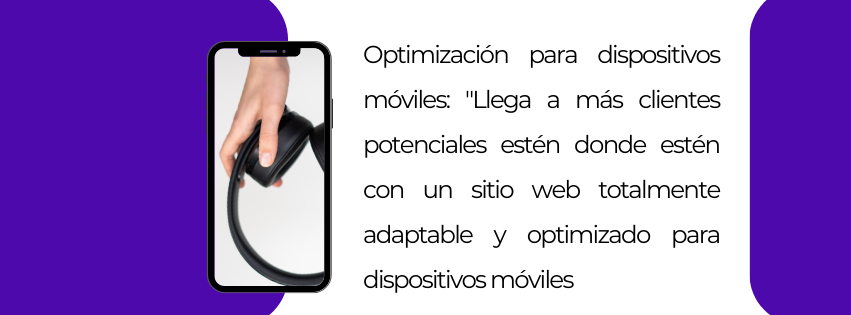 Optimización para dispositivos
móviles: "Llega a más clientes
potenciales estén donde estén
con un sitio web totalmente
adaptable y optimizado para
dispositivos móviles